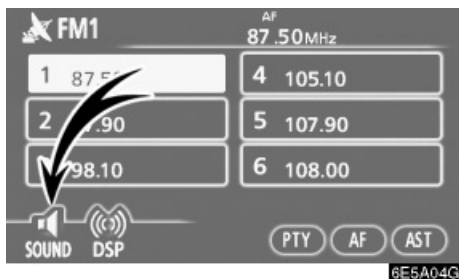 FM1
AF
87.50MHz
1
4 105.10
2
5 107.90
98.10
6 108.00
SOUND DSP
PTY AF AST
6E5A04G